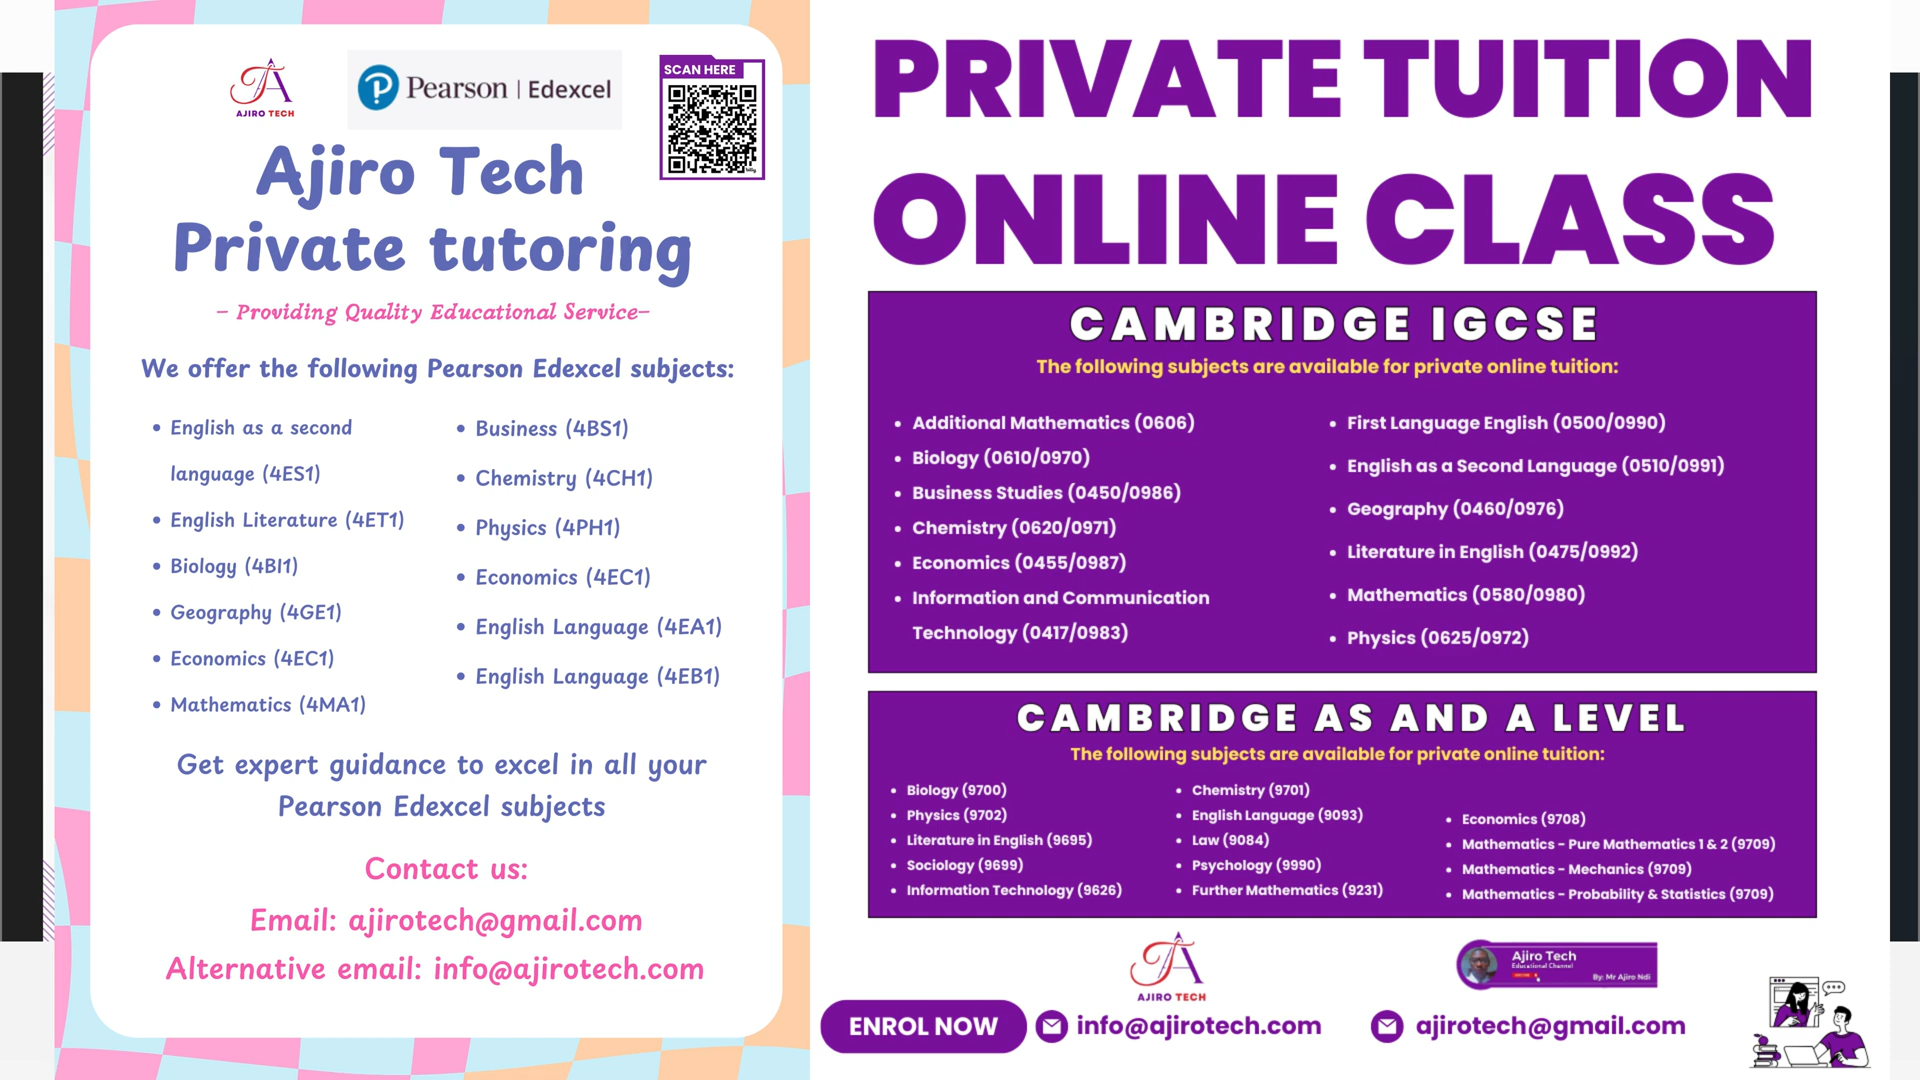 AJIRO TECH
Pearson | Edexcel
SCAN HERE
Ajiro Tech
Private tutoring
– Providing Quality Educational Service–
We offer the following Pearson Edexcel subjects:
• English as a second
language (4ES1)
• English Literature (4ET1)
• Biology (4BI1)
• Geography (4GE1)
• Economics (4EC1)
• Mathematics (4MA1)
• Business (4BS1)
• Chemistry (4CH1)
• Physics (4PH1)
• Economics (4EC1)
• English Language (4EA1)
• English Language (4EB1)
Get expert guidance to excel in all your
Pearson Edexcel subjects
Contact us:
Email: ajirotech@gmail.com
Alternative email: info@ajirotech.com
PRIVATE TUITION
ONLINE CLASS
CAMBRIDGE IGCSE
The following subjects are available for private online tuition:
• Additional Mathematics (0606)
• Biology (0610/0970)
• Business Studies (0450/0986)
• Chemistry (0620/0971)
• Economics (0455/0987)
• Information and Communication
Technology (0417/0983)
• First Language English (0500/0990)
• English as a Second Language (0510/0991)
• Geography (0460/0976)
• Literature in English (0475/0992)
• Mathematics (0580/0980)
• Physics (0625/0972)
CAMBRIDGE AS AND A LEVEL
The following subjects are available for private online tuition:
• Biology (9700)
• Physics (9702)
• Literature in English (9695)
• Sociology (9699)
• Information Technology (9626)
• Chemistry (9701)
• English Language (9093)
• Law (9084)
• Psychology (9990)
• Further Mathematics (9231)
• Economics (9708)
• Mathematics - Pure Mathematics 1 & 2 (9709)
• Mathematics - Mechanics (9709)
• Mathematics - Probability & Statistics (9709)
AJIRO TECH
Ajiro Tech
Educational Channel
By: Mr Ajiro Ndi
ENROL NOW
info@ajirotech.com
ajirotech@gmail.com